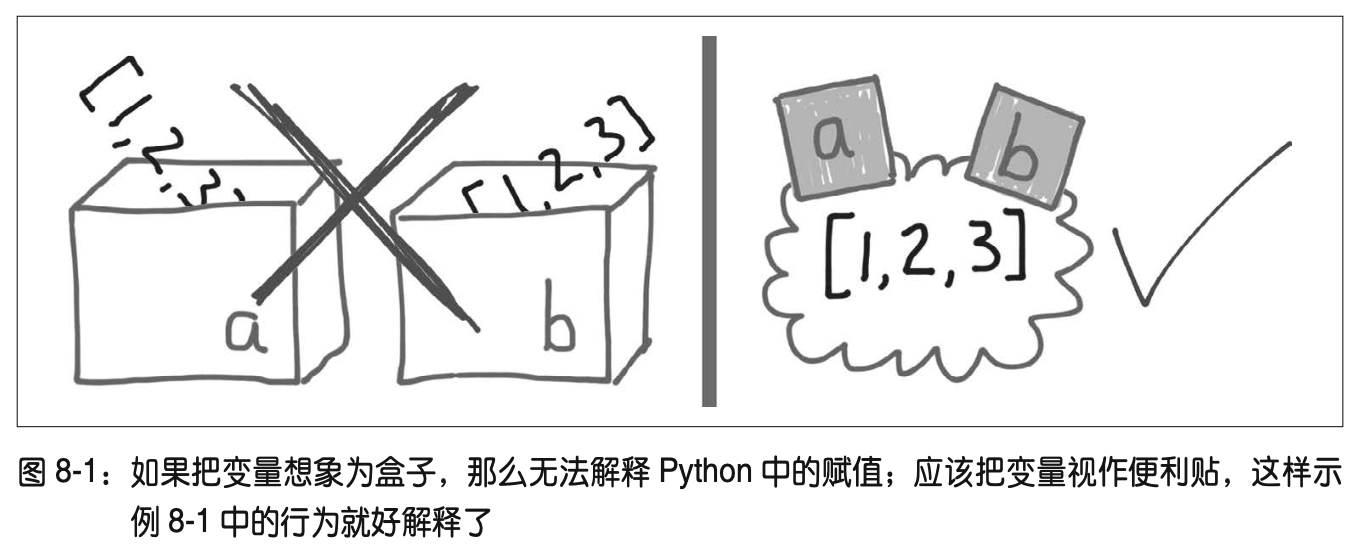 [1,2,3,
[1,2,3]
a
b
a
b
[1,2,3]
图 8-1：如果把变量想象为盒子，那么无法解释 Python 中的赋值；应该把变量视作便利贴，这样示
例 8-1 中的行为就好解释了